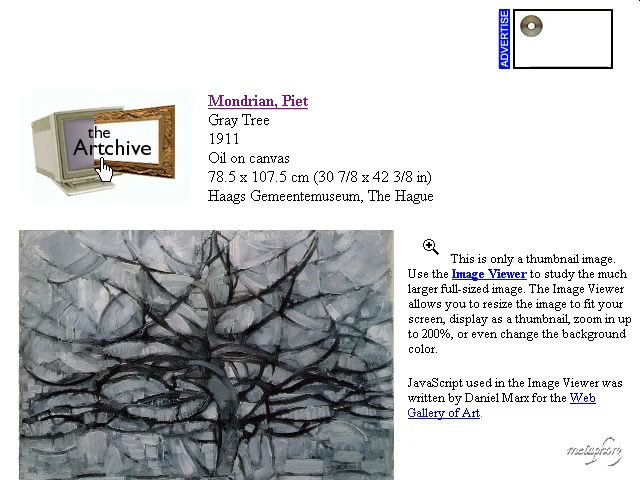 ADVERTISE
the
Artchive
Mondrian, Piet
Gray Tree
1911
Oil on canvas
78.5 x 107.5 cm (30 7/8 x 42 3/8 in)
Haags Gemeentemuseum, The Hague
This is only a thumbnail image.
Use the Image Viewer to study the much
larger full-sized image. The Image Viewer
allows you to resize the image to fit your
screen, display as a thumbnail, zoom in up
to 200%, or even change the background
color.
JavaScript used in the Image Viewer was
written by Daniel Marx for the Web
Gallery of Art.